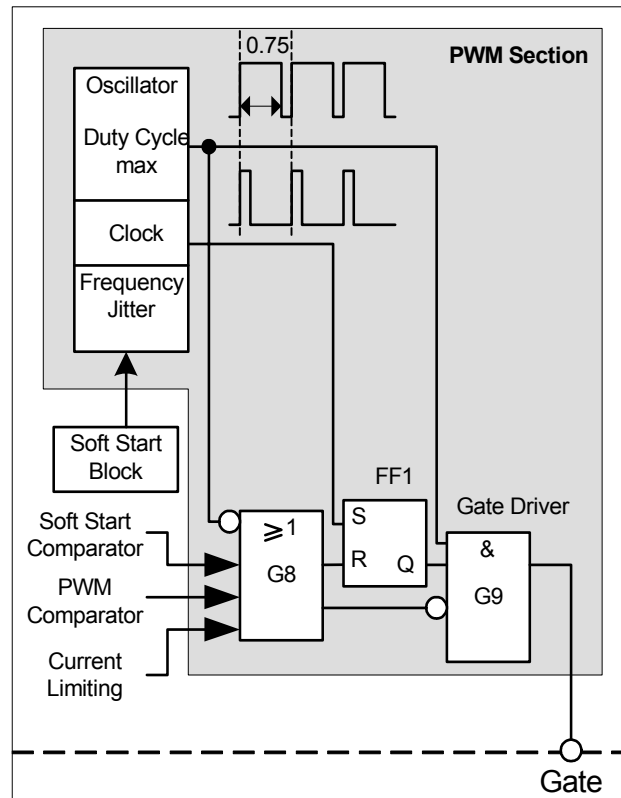 0.75
PWM Section
Oscillator
Duty Cycle
max
Clock
Frequency
Jitter
Soft Start
Block
FF1
Gate Driver
Soft Start
Comparator
PWM
Comparator
Current
Limiting
≥1
G8
S
R
Q
&
G9
Gate